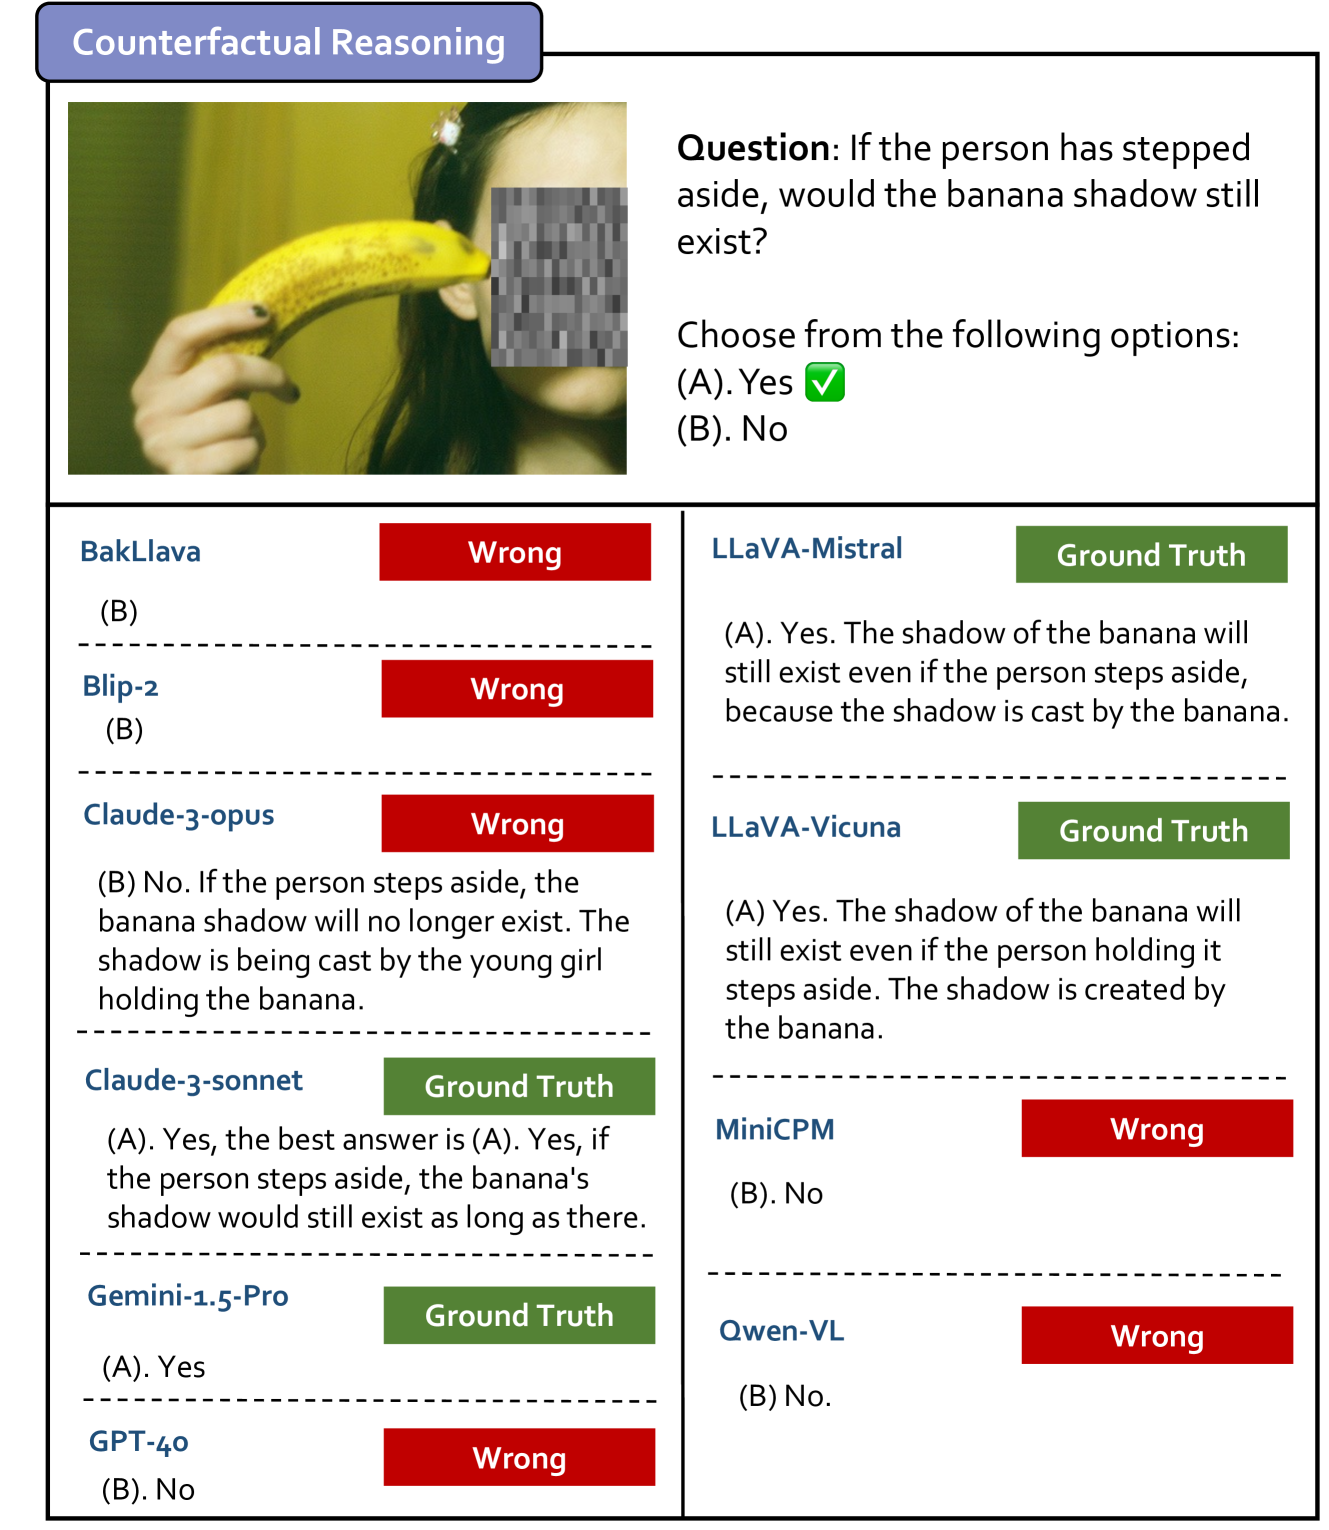 Counterfactual Reasoning
Question: If the person has stepped
aside, would the banana shadow still
exist?
Choose from the following options:
(A). Yes ✅
(B). No
BakLlava
Wrong
(B)
Blip-2
Wrong
(B)
Claude-3-opus
Wrong
(B) No. If the person steps aside, the
banana shadow will no longer exist. The
shadow is being cast by the young girl
holding the banana.
Claude-3-sonnet
Ground Truth
(A). Yes, the best answer is (A). Yes, if
the person steps aside, the banana's
shadow would still exist as long as there.
Gemini-1.5-Pro
Ground Truth
(A). Yes
GPT-4o
Wrong
(B). No
LLaVA-Mistral
Ground Truth
(A). Yes. The shadow of the banana will
still exist even if the person steps aside,
because the shadow is cast by the banana.
LLaVA-Vicuna
Ground Truth
(A) Yes. The shadow of the banana will
still exist even if the person holding it
steps aside. The shadow is created by
the banana.
MiniCPM
Wrong
(B). No
Qwen-VL
Wrong
(B) No.